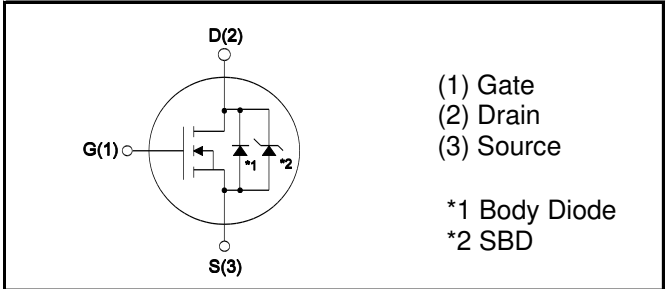 D(2)
G(1)
*1
*2
S(3)
(1) Gate
(2) Drain
(3) Source
*1 Body Diode
*2 SBD